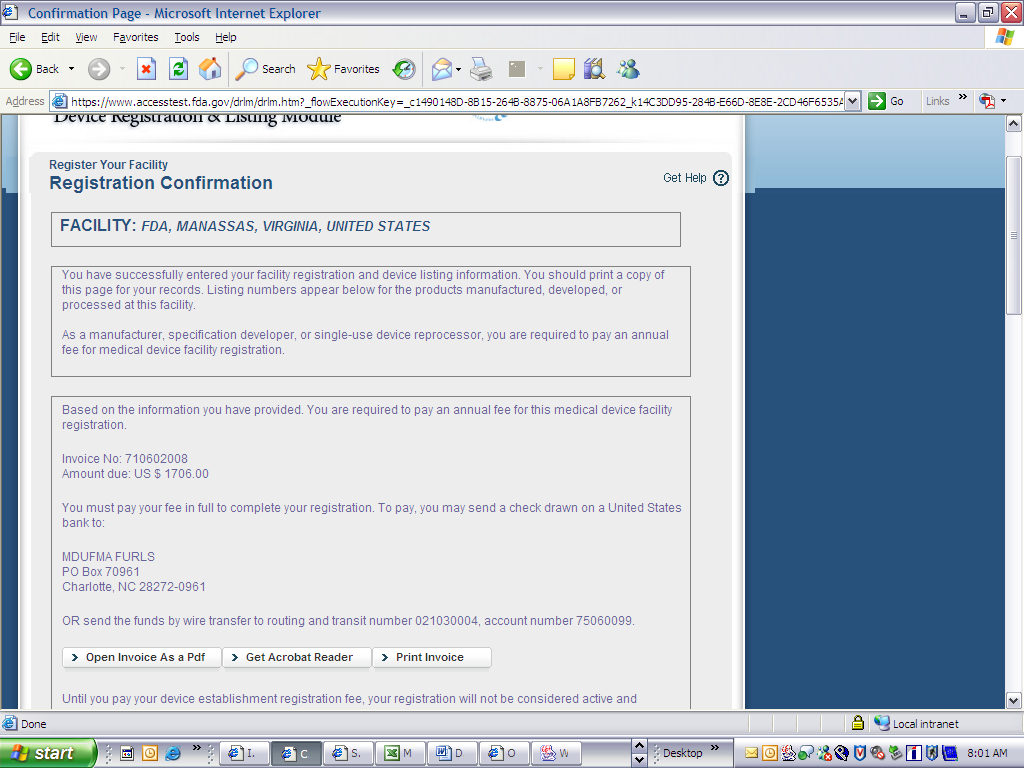 Confirmation Page - Microsoft Internet Explorer
File Edit View Favorites Tools Help
Back Search Favorites
Address https://www.accesstest.fda.gov/drlm/drlm.htm?_flowExecutionKey=_c1490148D-8B15-264B-8875-06A1A8FB7262_k14C3DD95-284B-E66D-8E8E-2CD46F6535A Go Links »
Device Registration & Listing Module
Register Your Facility
Registration Confirmation
Get Help ?
FACILITY: FDA, MANASSAS, VIRGINIA, UNITED STATES
You have successfully entered your facility registration and device listing information. You should print a copy of
this page for your records. Listing numbers appear below for the products manufactured, developed, or
processed at this facility.
As a manufacturer, specification developer, or single-use device reprocessor, you are required to pay an annual
fee for medical device facility registration.
Based on the information you have provided. You are required to pay an annual fee for this medical device facility
registration.
Invoice No: 710602008
Amount due: US $ 1706.00
You must pay your fee in full to complete your registration. To pay, you may send a check drawn on a United States
bank to:
MDUFMA FURLS
PO Box 70961
Charlotte, NC 28272-0961
OR send the funds by wire transfer to routing and transit number 021030004, account number 75060099.
Open Invoice As a Pdf Get Acrobat Reader Print Invoice
Until you pay your device establishment registration fee, your registration will not be considered active and
Done Local intranet
start » I. C S. M D O W Desktop » 8:01 AM